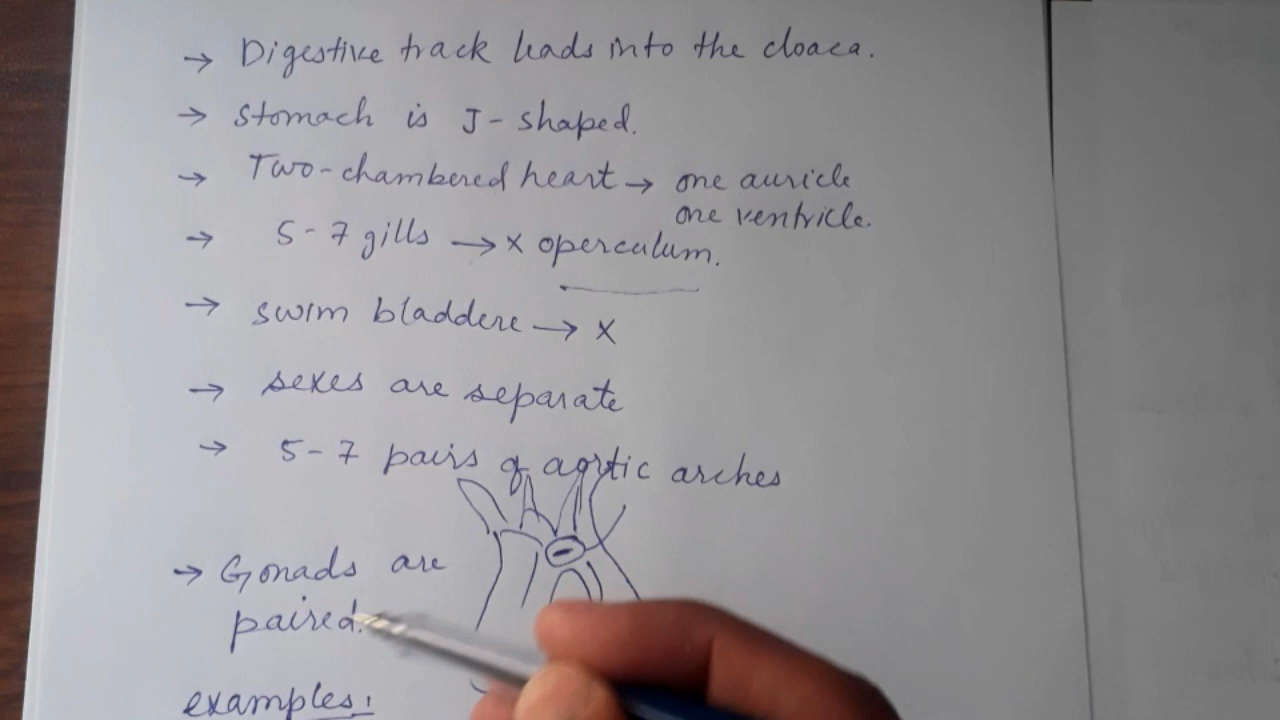 → Digestive track leads into the cloaca.
→ Stomach is J-shaped.
→ Two-chambered heart → one auricle
one ventricle.
→ 5-7 gills → x operculum.
→ swim bladdere → x
→ sexes are separate
→ 5-7 pairs of aortic arches
→ Gonads are
paired.
examples: